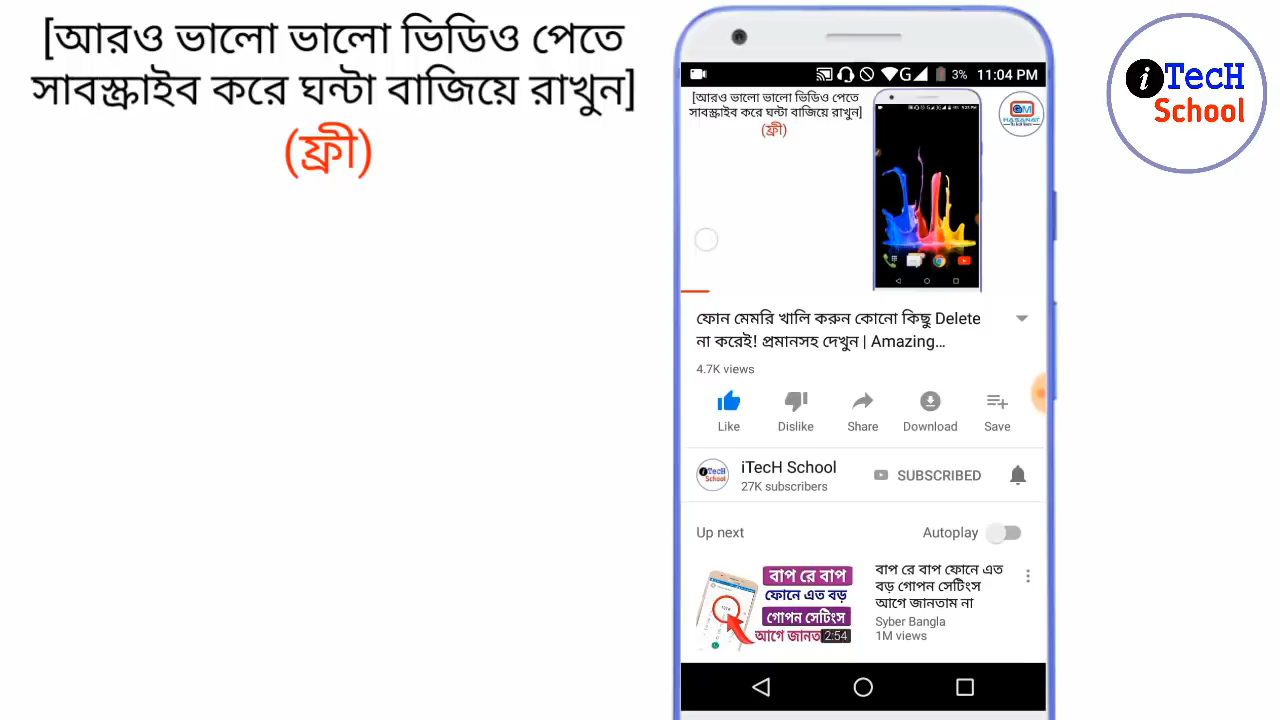 [আরও ভালো ভালো ভিডিও পেতে
সাবস্ক্রাইব করে ঘন্টা বাজিয়ে রাখুন]
(ফ্রী)
i TecH
School
G 3% 11:04 PM
[আরও ভালো ভালো ভিডিও পেতে
সাবস্ক্রাইব করে ঘন্টা বাজিয়ে রাখুন]
(ফ্রী)
HASANAT
ফোন মেমরি খালি করুন কোনো কিছু Delete
না করেই! প্রমানসহ দেখুন | Amazing...
4.7K views
Like
Dislike
Share
Download
Save
iTecH School
27K subscribers
SUBSCRIBED
Up next
Autoplay
বাপ রে বাপ
ফোনে এত বড়
গোপন সেটিংস
আগে জানত
2:54
বাপ রে বাপ ফোনে এত
বড় গোপন সেটিংস
আগে জানতাম না
Syber Bangla
1M views